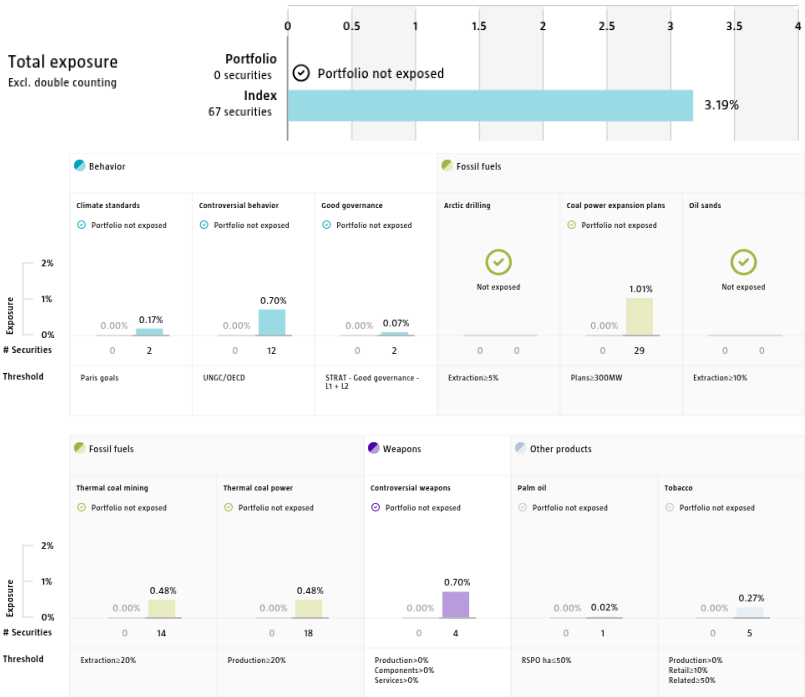 0 0.5 1 1.5 2 2.5 3 3.5 4
Total exposure
Excl. double counting
Portfolio
0 securities
Portfolio not exposed
Index
67 securities
3.19%
Behavior
Fossil fuels
Climate standards
Controversial behavior
Good governance
Arctic drilling
Coal power expansion plans
Oil sands
Portfolio not exposed
Portfolio not exposed
Portfolio not exposed
Portfolio not exposed
Not exposed
Not exposed
Exposure
2%
1%
0%
0.00% 0.17%
0.00% 0.70%
0.00% 0.07%
0.00% 1.01%
# Securities 0 2 0 12 0 2 0 0 0 29 0 0
Threshold
Paris goals
UNGC/OECD
STRAT - Good governance -
L1 + L2
Extraction≥5%
Plans≥300MW
Extraction≥10%
Fossil fuels
Weapons
Other products
Thermal coal mining
Thermal coal power
Controversial weapons
Palm oil
Tobacco
Portfolio not exposed
Portfolio not exposed
Portfolio not exposed
Portfolio not exposed
Portfolio not exposed
Exposure
2%
1%
0%
0.00% 0.48%
0.00% 0.48%
0.00% 0.70%
0.00% 0.02%
0.00% 0.27%
# Securities 0 14 0 18 0 4 0 1 0 5
Threshold
Extraction≥20%
Production≥20%
Production>0%
Components>0%
Services>0%
RSPO ha≤50%
Production>0%
Retail≥10%
Related≥50%